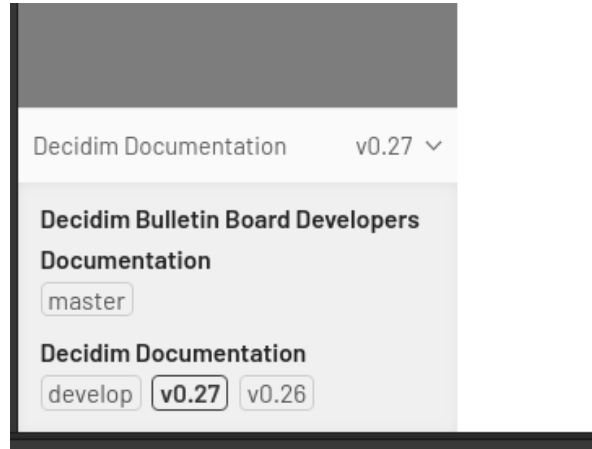 Decidim Documentation v0.27
Decidim Bulletin Board Developers
Documentation
master
Decidim Documentation
develop v0.27 v0.26